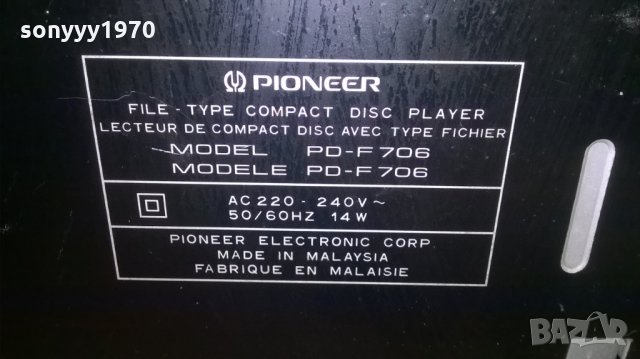 sonyyy1970
PIONEER
FILE-TYPE COMPACT DISC PLAYER
LECTEUR DE COMPACT DISC AVEC TYPE FICHIER
MODEL PD-F706
MODELE PD-F706
AC 220 - 240V~
50/60HZ 14W
PIONEER ELECTRONIC CORP
MADE IN MALAYSIA
FABRIQUE EN MALAISIE
BAZAR